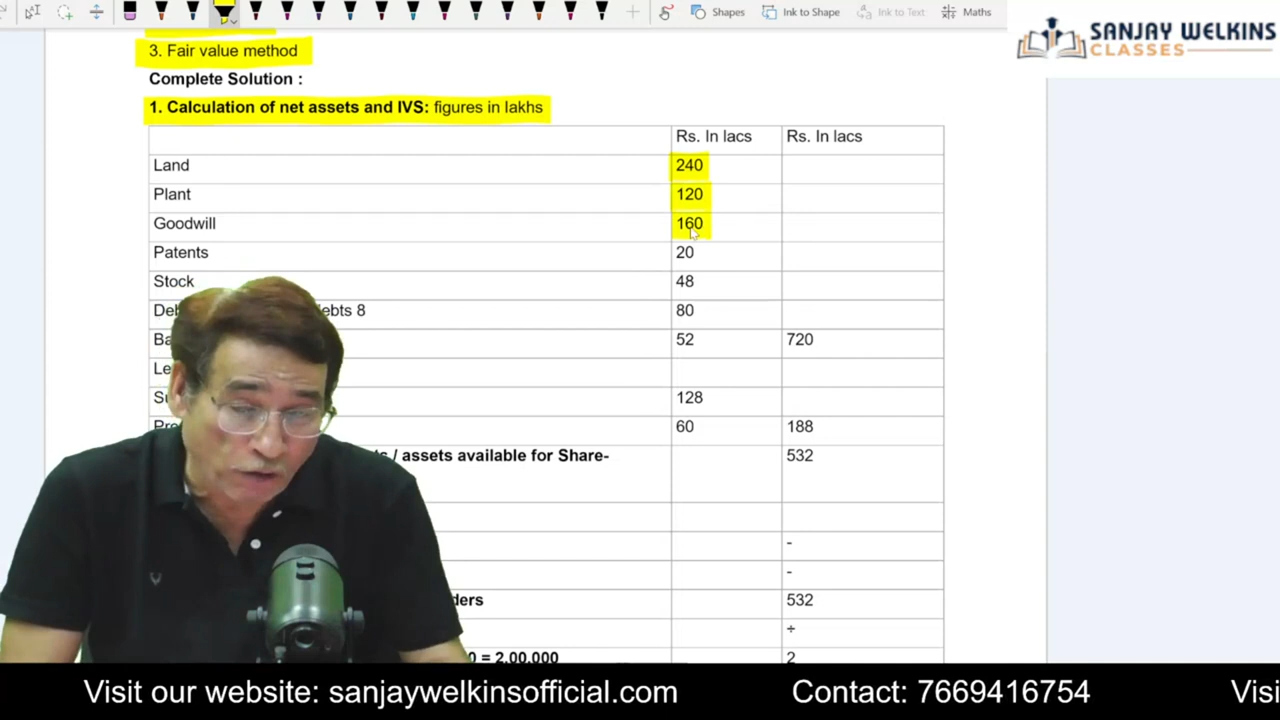 Shapes Ink to Shape Ink to Text Maths
SANJAY WELKINS
CLASSES
3. Fair value method
Complete Solution :
1. Calculation of net assets and IVS: figures in lakhs
Rs. In lacs Rs. In lacs
Land 240
Plant 120
Goodwill 160
Patents 20
Stock 48
ebts 8 80
52 720
128
60 188
/ assets available for Share- 532
-
-
ders 532
÷
0 = 2,00,000 2
Visit our website: sanjaywelkinsofficial.com Contact: 7669416754 Visi